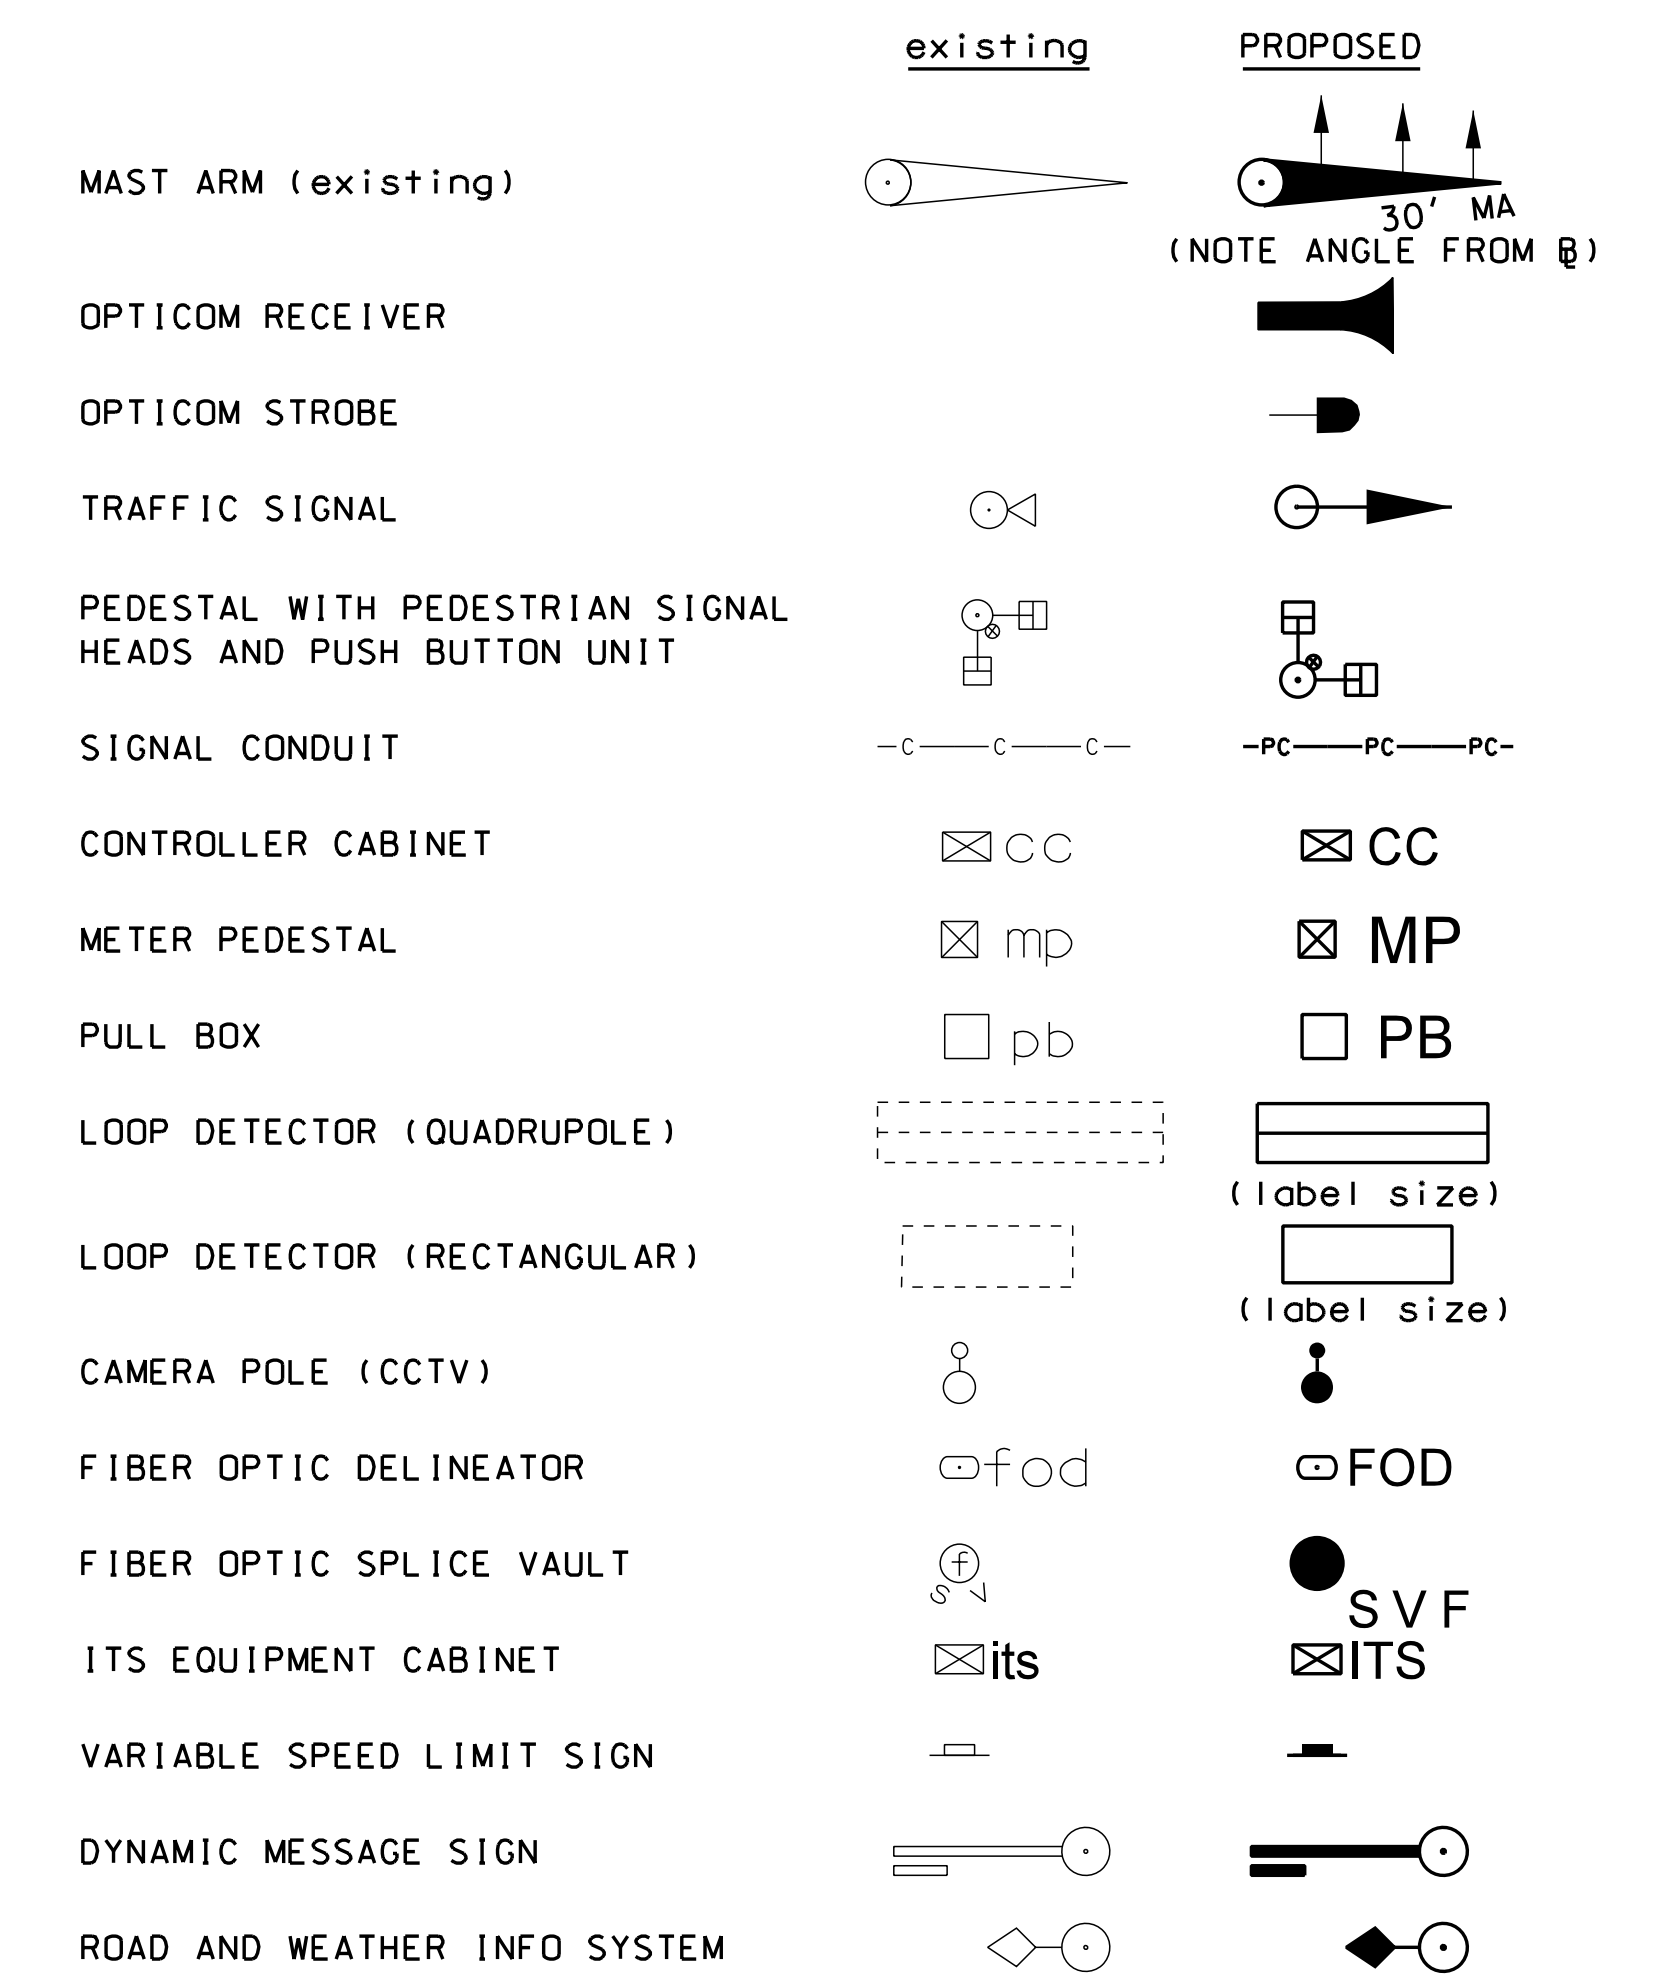 existing PROPOSED
MAST ARM (existing)
30' MA
(NOTE ANGLE FROM BL)
OPTICOM RECEIVER
OPTICOM STROBE
TRAFFIC SIGNAL
PEDESTAL WITH PEDESTRIAN SIGNAL
HEADS AND PUSH BUTTON UNIT
SIGNAL CONDUIT C C C PC PC PC
CONTROLLER CABINET cc CC
METER PEDESTAL mp MP
PULL BOX pb PB
LOOP DETECTOR (QUADRUPOLE)
(label size)
LOOP DETECTOR (RECTANGULAR)
(label size)
CAMERA POLE (CCTV)
FIBER OPTIC DELINEATOR fod FOD
FIBER OPTIC SPLICE VAULT f
s v SVF
ITS EQUIPMENT CABINET its ITS
VARIABLE SPEED LIMIT SIGN
DYNAMIC MESSAGE SIGN
ROAD AND WEATHER INFO SYSTEM